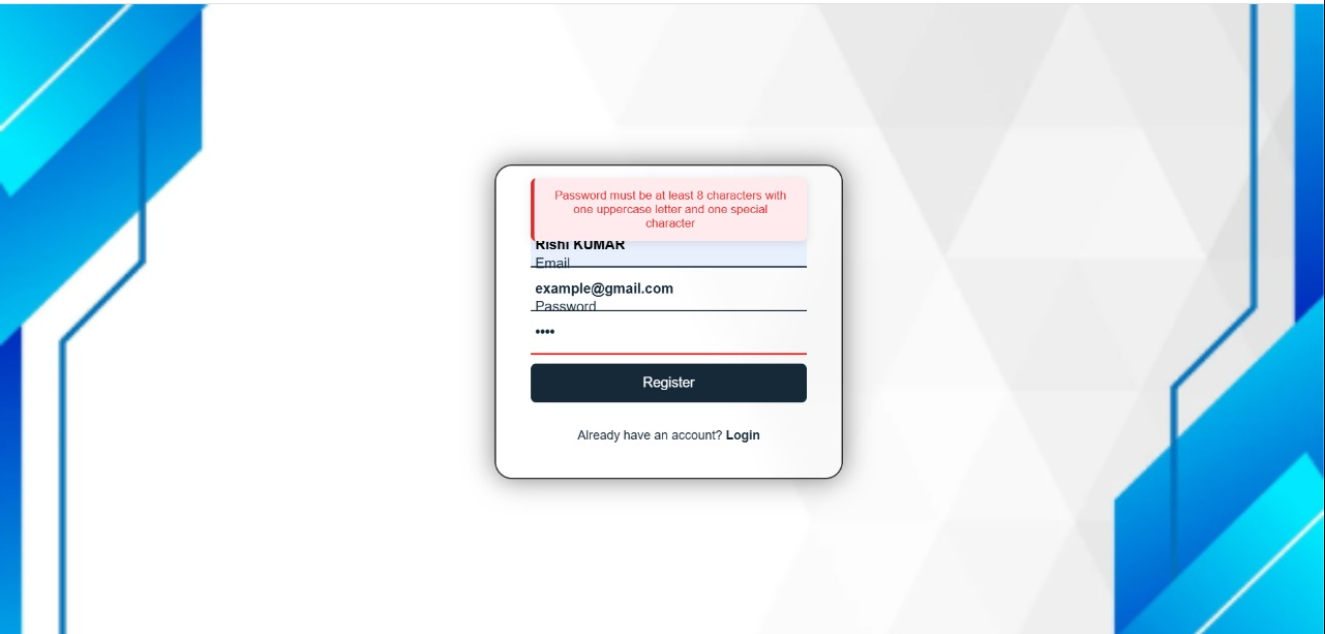 Password must be at least 8 characters with
one uppercase letter and one special
character
Rishi KUMAR
Email
example@gmail.com
Password
••••
Register
Already have an account? Login